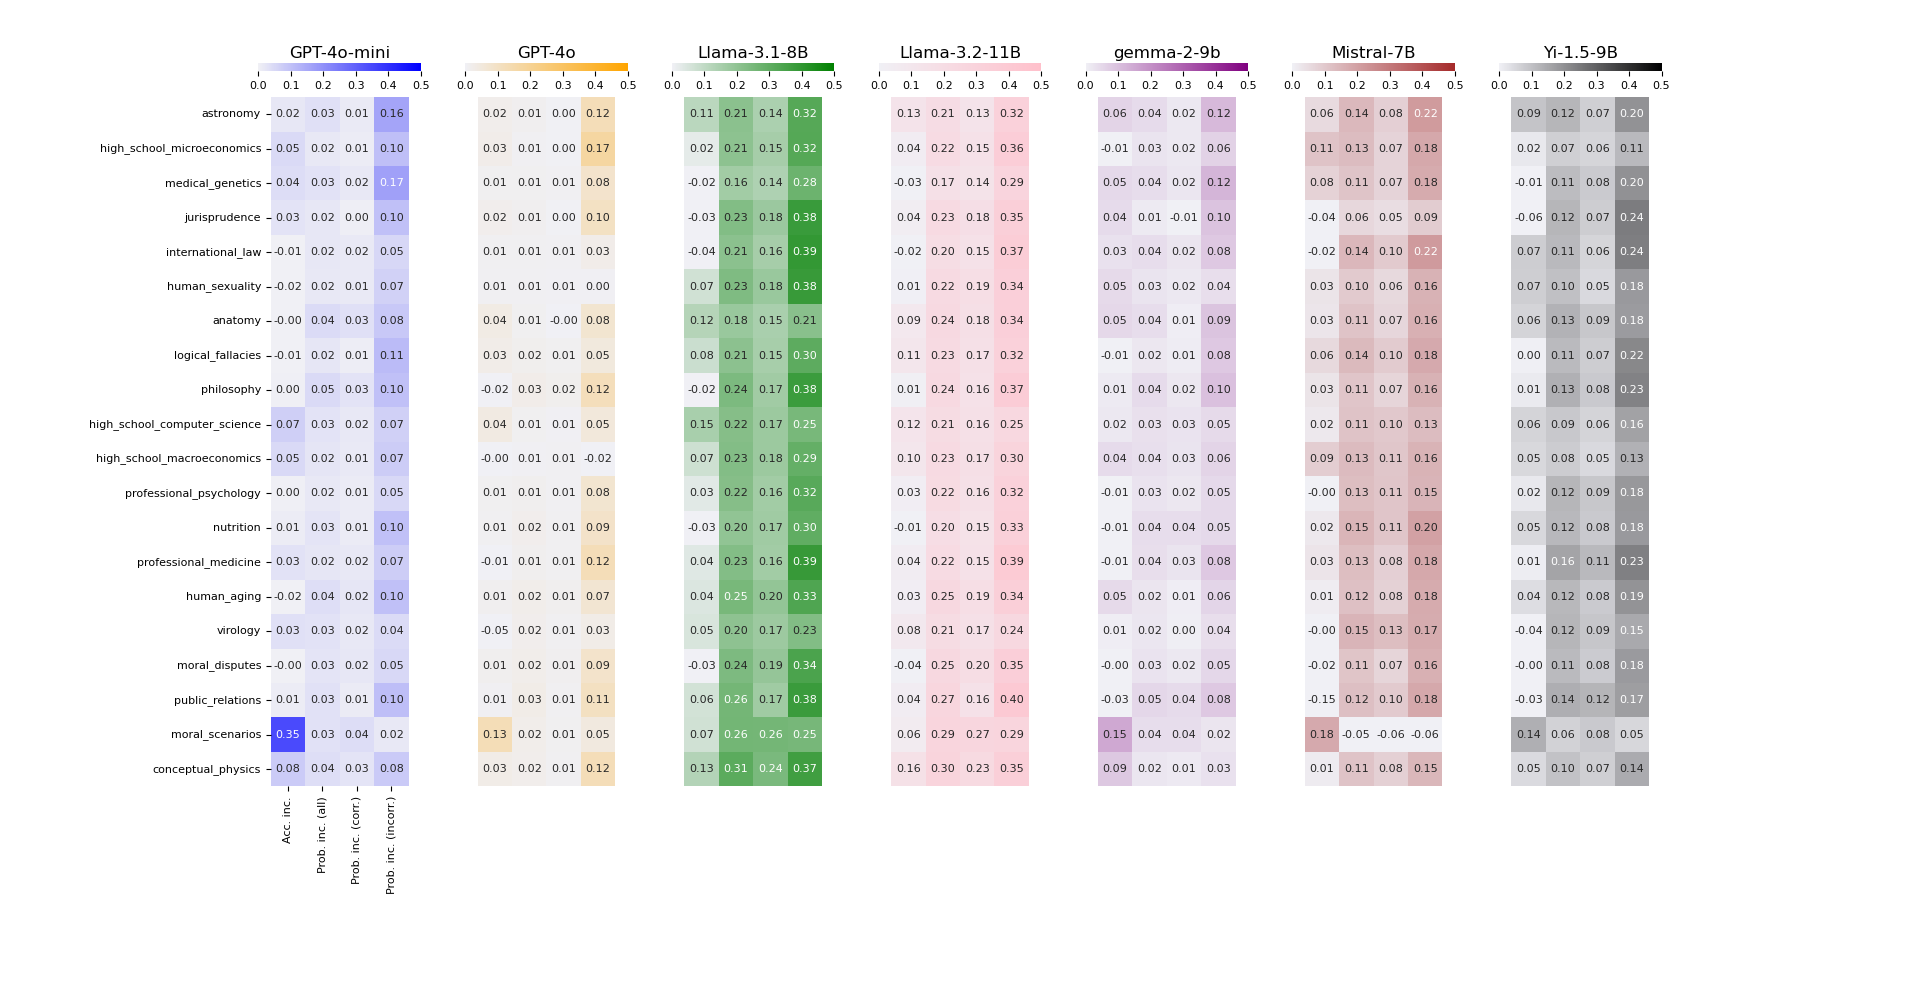 GPT-4o-mini GPT-4o Llama-3.1-8B Llama-3.2-11B gemma-2-9b Mistral-7B Yi-1.5-9B
0.0 0.1 0.2 0.3 0.4 0.5 0.0 0.1 0.2 0.3 0.4 0.5 0.0 0.1 0.2 0.3 0.4 0.5 0.0 0.1 0.2 0.3 0.4 0.5 0.0 0.1 0.2 0.3 0.4 0.5 0.0 0.1 0.2 0.3 0.4 0.5 0.0 0.1 0.2 0.3 0.4 0.5
astronomy 0.02 0.03 0.01 0.16 0.02 0.01 0.00 0.12 0.11 0.21 0.14 0.32 0.13 0.21 0.13 0.32 0.06 0.04 0.02 0.12 0.06 0.14 0.08 0.22 0.09 0.12 0.07 0.20
high_school_microeconomics 0.05 0.02 0.01 0.10 0.03 0.01 0.00 0.17 0.02 0.21 0.15 0.32 0.04 0.22 0.15 0.36 -0.01 0.03 0.02 0.06 0.11 0.13 0.07 0.18 0.02 0.07 0.06 0.11
medical_genetics 0.04 0.03 0.02 0.17 0.01 0.01 0.01 0.08 -0.02 0.16 0.14 0.28 -0.03 0.17 0.14 0.29 0.05 0.04 0.02 0.12 0.08 0.11 0.07 0.18 -0.01 0.11 0.08 0.20
jurisprudence 0.03 0.02 0.00 0.10 0.02 0.01 0.00 0.10 -0.03 0.23 0.18 0.38 0.04 0.23 0.18 0.35 0.04 0.01 -0.01 0.10 -0.04 0.06 0.05 0.09 -0.06 0.12 0.07 0.24
international_law -0.01 0.02 0.02 0.05 0.01 0.01 0.01 0.03 -0.04 0.21 0.16 0.39 -0.02 0.20 0.15 0.37 0.03 0.04 0.02 0.08 -0.02 0.14 0.10 0.22 0.07 0.11 0.06 0.24
human_sexuality -0.02 0.02 0.01 0.07 0.01 0.01 0.01 0.00 0.07 0.23 0.18 0.38 0.01 0.22 0.19 0.34 0.05 0.03 0.02 0.04 0.03 0.10 0.06 0.16 0.07 0.10 0.05 0.18
anatomy -0.00 0.04 0.03 0.08 0.04 0.01 -0.00 0.08 0.12 0.18 0.15 0.21 0.09 0.24 0.18 0.34 0.05 0.04 0.01 0.09 0.03 0.11 0.07 0.16 0.06 0.13 0.09 0.18
logical_fallacies -0.01 0.02 0.01 0.11 0.03 0.02 0.01 0.05 0.08 0.21 0.15 0.30 0.11 0.23 0.17 0.32 -0.01 0.02 0.01 0.08 0.06 0.14 0.10 0.18 0.00 0.11 0.07 0.22
philosophy 0.00 0.05 0.03 0.10 -0.02 0.03 0.02 0.12 -0.02 0.24 0.17 0.38 0.01 0.24 0.16 0.37 0.01 0.04 0.02 0.10 0.03 0.11 0.07 0.16 0.01 0.13 0.08 0.23
high_school_computer_science 0.07 0.03 0.02 0.07 0.04 0.01 0.01 0.05 0.15 0.22 0.17 0.25 0.12 0.21 0.16 0.25 0.02 0.03 0.03 0.05 0.02 0.11 0.10 0.13 0.06 0.09 0.06 0.16
high_school_macroeconomics 0.05 0.02 0.01 0.07 -0.00 0.01 0.01 -0.02 0.07 0.23 0.18 0.29 0.10 0.23 0.17 0.30 0.04 0.04 0.03 0.06 0.09 0.13 0.11 0.16 0.05 0.08 0.05 0.13
professional_psychology 0.00 0.02 0.01 0.05 0.01 0.01 0.01 0.08 0.03 0.22 0.16 0.32 0.03 0.22 0.16 0.32 -0.01 0.03 0.02 0.05 -0.00 0.13 0.11 0.15 0.02 0.12 0.09 0.18
nutrition 0.01 0.03 0.01 0.10 0.01 0.02 0.01 0.09 -0.03 0.20 0.17 0.30 -0.01 0.20 0.15 0.33 -0.01 0.04 0.04 0.05 0.02 0.15 0.11 0.20 0.05 0.12 0.08 0.18
professional_medicine 0.03 0.02 0.02 0.07 -0.01 0.01 0.01 0.12 0.04 0.23 0.16 0.39 0.04 0.22 0.15 0.39 -0.01 0.04 0.03 0.08 0.03 0.13 0.08 0.18 0.01 0.16 0.11 0.23
human_aging -0.02 0.04 0.02 0.10 0.01 0.02 0.01 0.07 0.04 0.25 0.20 0.33 0.03 0.25 0.19 0.34 0.05 0.02 0.01 0.06 0.01 0.12 0.08 0.18 0.04 0.12 0.08 0.19
virology 0.03 0.03 0.02 0.04 -0.05 0.02 0.01 0.03 0.05 0.20 0.17 0.23 0.08 0.21 0.17 0.24 0.01 0.02 0.00 0.04 -0.00 0.15 0.13 0.17 -0.04 0.12 0.09 0.15
moral_disputes -0.00 0.03 0.02 0.05 0.01 0.02 0.01 0.09 -0.03 0.24 0.19 0.34 -0.04 0.25 0.20 0.35 -0.00 0.03 0.02 0.05 -0.02 0.11 0.07 0.16 -0.00 0.11 0.08 0.18
public_relations 0.01 0.03 0.01 0.10 0.01 0.03 0.01 0.11 0.06 0.26 0.17 0.38 0.04 0.27 0.16 0.40 -0.03 0.05 0.04 0.08 -0.15 0.12 0.10 0.18 -0.03 0.14 0.12 0.17
moral_scenarios 0.35 0.03 0.04 0.02 0.13 0.02 0.01 0.05 0.07 0.26 0.26 0.25 0.06 0.29 0.27 0.29 0.15 0.04 0.04 0.02 0.18 -0.05 -0.06 -0.06 0.14 0.06 0.08 0.05
conceptual_physics 0.08 0.04 0.03 0.08 0.03 0.02 0.01 0.12 0.13 0.31 0.24 0.37 0.16 0.30 0.23 0.35 0.09 0.02 0.01 0.03 0.01 0.11 0.08 0.15 0.05 0.10 0.07 0.14
Acc. inc.
Prob. inc. (all)
Prob. inc. (corr.)
Prob. inc. (incorr.)